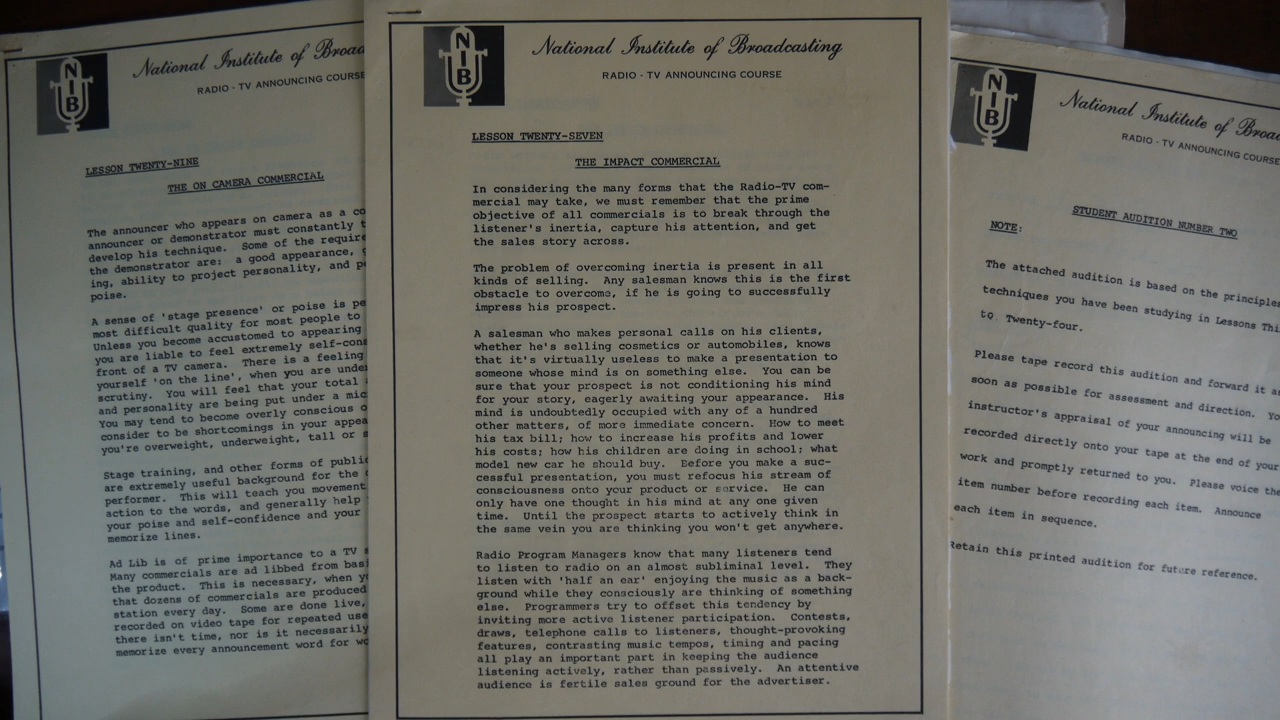 NIB
National Institute of Broad
RADIO - TV ANNOUNCING COURSE
LESSON TWENTY-NINE
THE ON CAMERA COMMERCIAL
The announcer who appears on camera as a co
announcer or demonstrator must constantly t
develop his technique.  Some of the require
the demonstrator are:  a good appearance,
ing, ability to project personality, and p
poise.
A sense of 'stage presence' or poise is pe
most difficult quality for most people to
Unless you become accustomed to appearing
you are liable to feel extremely self-cons
front of a TV camera.  There is a feeling
yourself 'on the line', when you are unde
scrutiny.  You will feel that your total
and personality are being put under a mic
You may tend to become overly conscious o
consider to be shortcomings in your appea
you're overweight, underweight, tall or s
Stage training, and other forms of public
are extremely useful background for the
performer.  This will teach you movement
action to the words, and generally help
your poise and self-confidence and your
memorize lines.
Ad Lib is of prime importance to a TV s
Many commercials are ad libbed from basi
the product.  This is necessary, when yo
that dozens of commercials are produced
station every day.  Some are done live,
recorded on video tape for repeated use
there isn't time, nor is it necessarily
memorize every announcement word for wo
NIB
National Institute of Broadcasting
RADIO - TV ANNOUNCING COURSE
LESSON TWENTY-SEVEN
THE IMPACT COMMERCIAL
In considering the many forms that the Radio-TV com-
mercial may take, we must remember that the prime
objective of all commercials is to break through the
listener's inertia, capture his attention, and get
the sales story across.
The problem of overcoming inertia is present in all
kinds of selling.  Any salesman knows this is the first
obstacle to overcome, if he is going to successfully
impress his prospect.
A salesman who makes personal calls on his clients,
whether he's selling cosmetics or automobiles, knows
that it's virtually useless to make a presentation to
someone whose mind is on something else.  You can be
sure that your prospect is not conditioning his mind
for your story, eagerly awaiting your appearance.  His
mind is undoubtedly occupied with any of a hundred
other matters, of more immediate concern.  How to meet
his tax bill; how to increase his profits and lower
his costs; how his children are doing in school; what
model new car he should buy.  Before you make a suc-
cessful presentation, you must refocus his stream of
consciousness onto your product or service.  He can
only have one thought in his mind at any one given
time.  Until the prospect starts to actively think in
the same vein you are thinking you won't get anywhere.
Radio Program Managers know that many listeners tend
to listen to radio on an almost subliminal level.  They
listen with 'half an ear' enjoying the music as a back-
ground while they consciously are thinking of something
else.  Programmers try to offset this tendency by
inviting more active listener participation.  Contests,
draws, telephone calls to listeners, thought-provoking
features, contrasting music tempos, timing and pacing
all play an important part in keeping the audience
listening actively, rather than passively.  An attentive
audience is fertile sales ground for the advertiser.
NIB
National Institute of Broad
RADIO - TV ANNOUNCING COURSE
STUDENT AUDITION NUMBER TWO
NOTE:
The attached audition is based on the principles
techniques you have been studying in Lessons Thi
to Twenty-four.
Please tape record this audition and forward it a
soon as possible for assessment and direction.  Yo
instructor's appraisal of your announcing will be
recorded directly onto your tape at the end of your
work and promptly returned to you.  Please voice the
item number before recording each item.  Announce
each item in sequence.
Retain this printed audition for future reference.